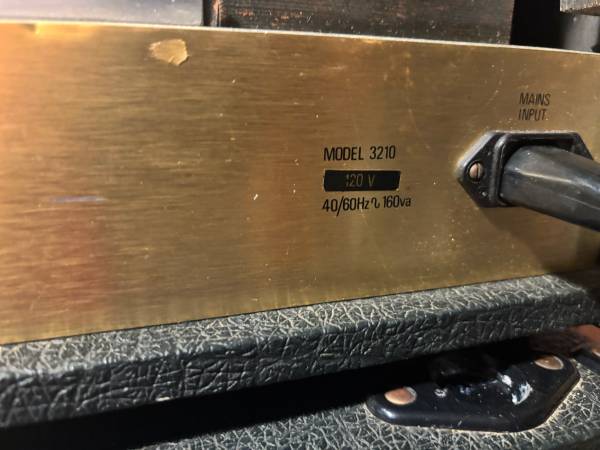 MODEL 3210
120 V
40/60Hz ∿ 160va
MAINS
INPUT